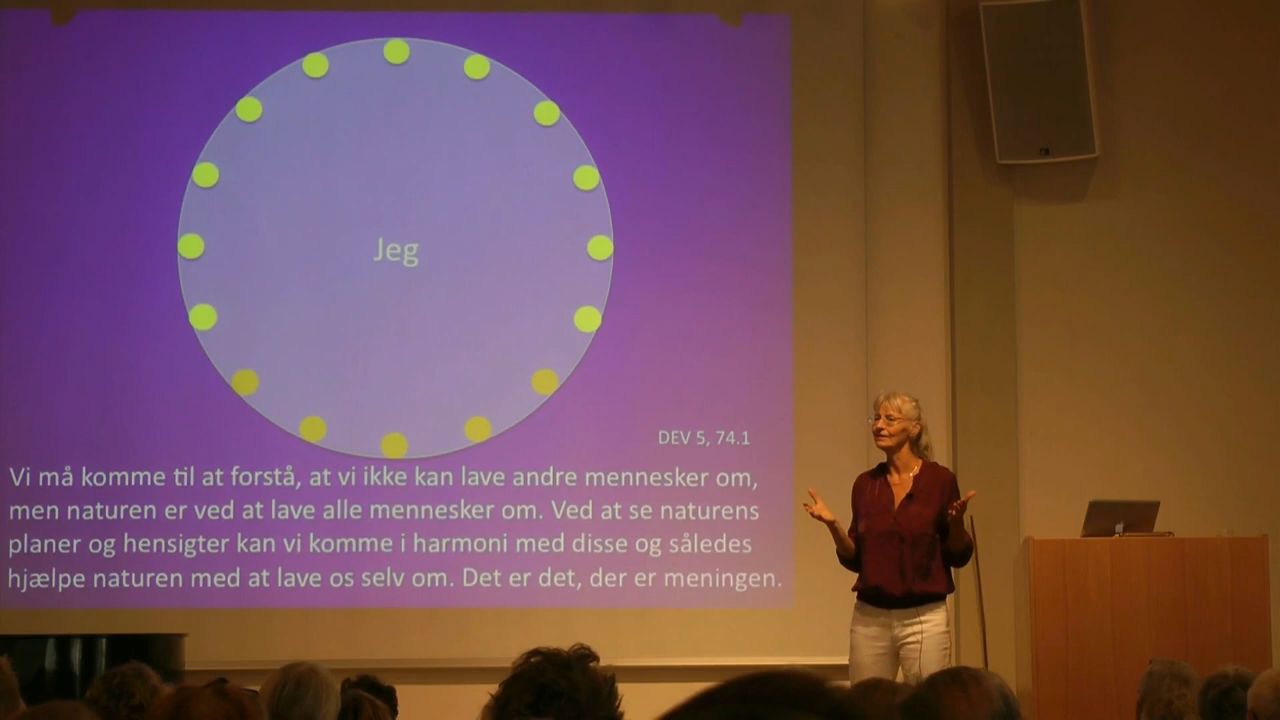 Jeg
DEV 5, 74.1
Vi må komme til at forstå, at vi ikke kan lave andre mennesker om,
men naturen er ved at lave alle mennesker om. Ved at se naturens
planer og hensigter kan vi komme i harmoni med disse og således
hjælpe naturen med at lave os selv om. Det er det, der er meningen.